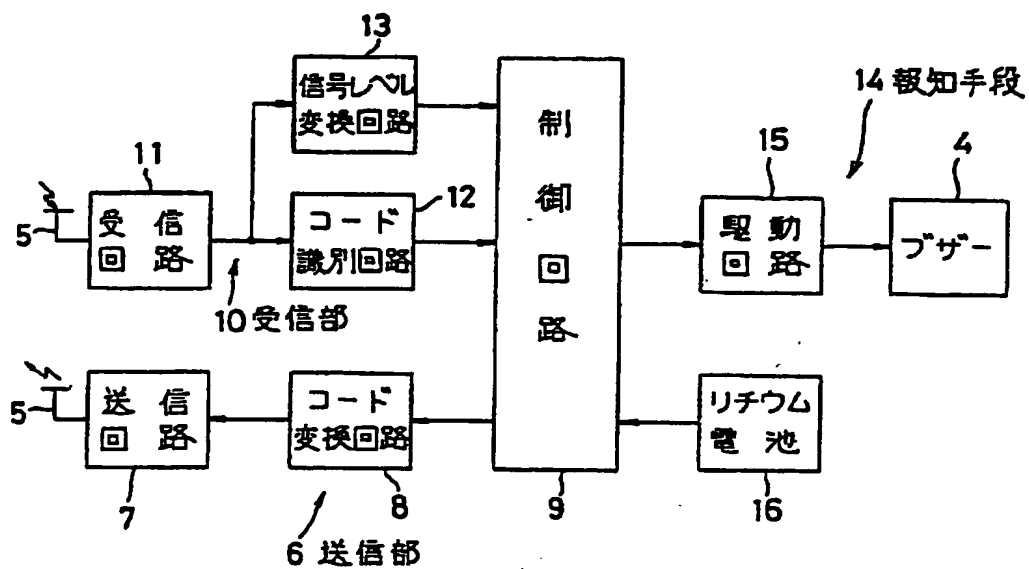 13
信号レベル
変換回路
制御回路
14 報知手段
15
4
11
12
5
受信
回路
コード
識別回路
駆動
回路
ブザー
10 受信部
5
送信
回路
コード
変換回路
リチウム
電池
7
8
9
16
6 送信部